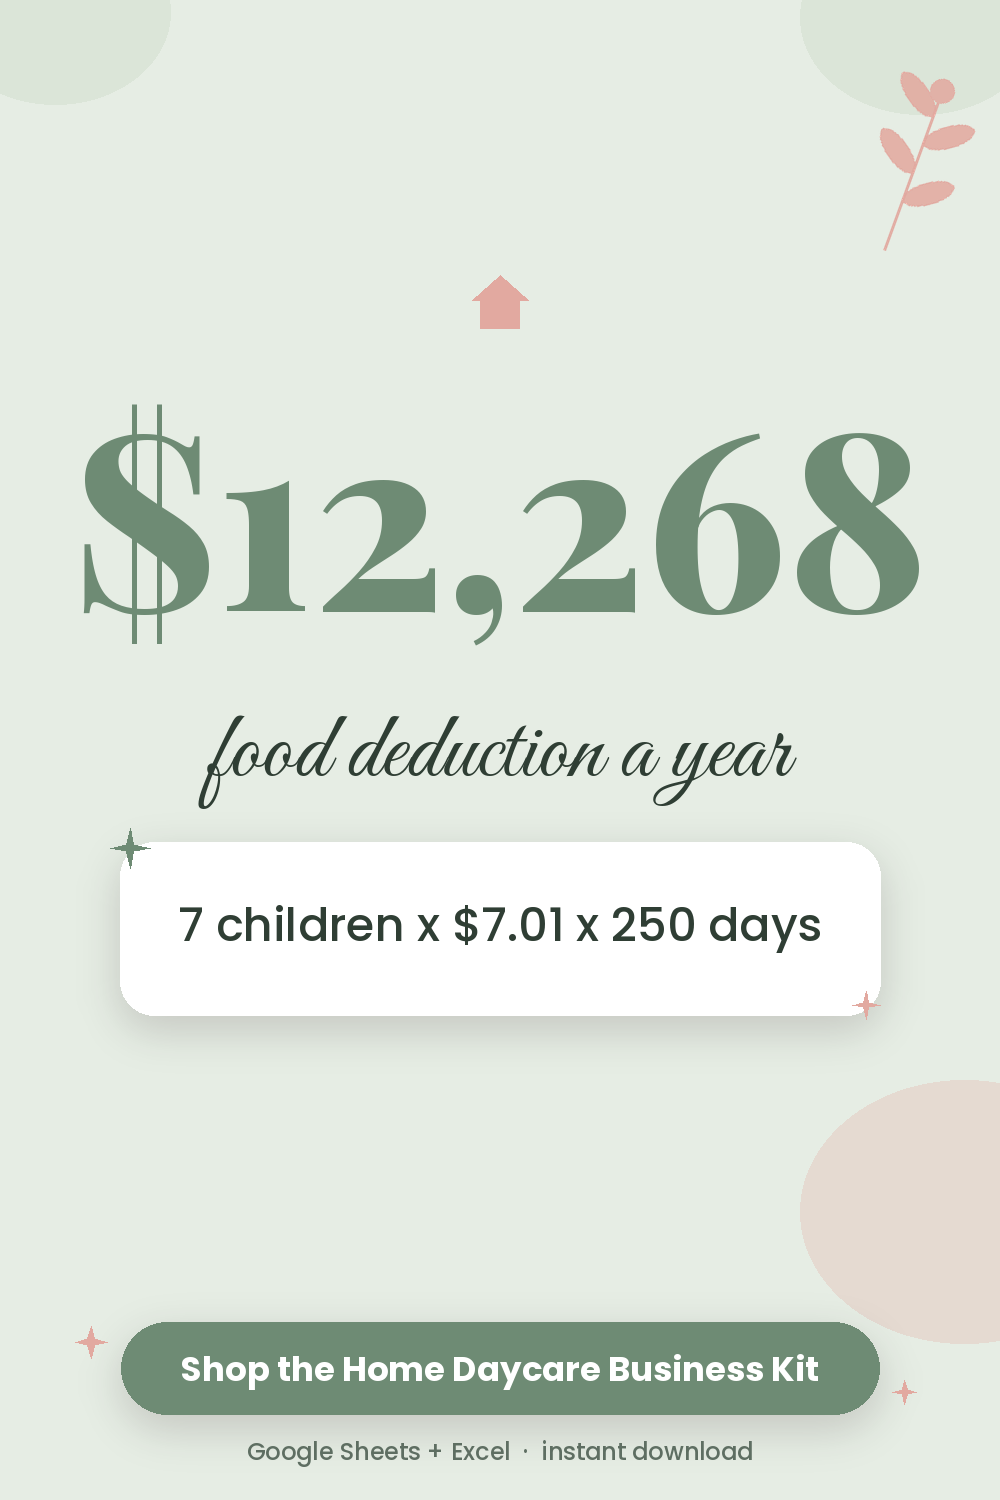 $12,268
food deduction a year
7 children x $7.01 x 250 days
Shop the Home Daycare Business Kit
Google Sheets + Excel · instant download